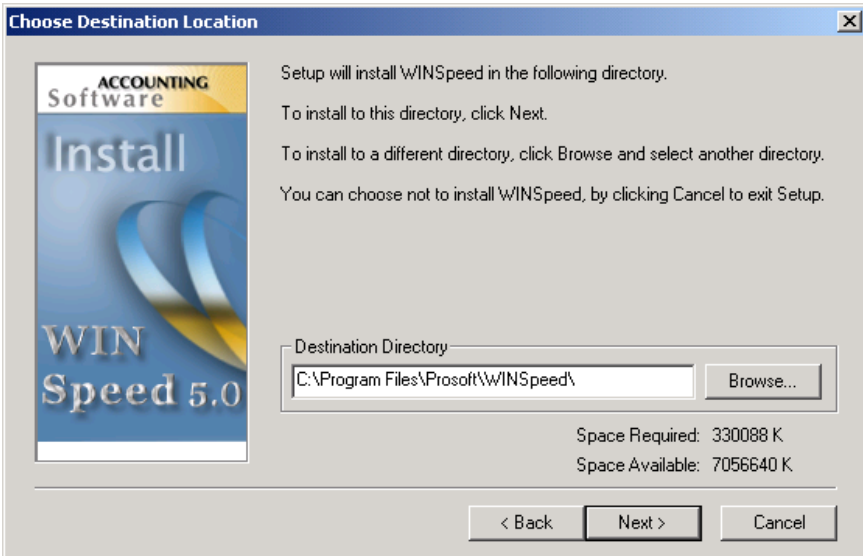 Choose Destination Location
ACCOUNTING
Software
Install
WIN
Speed 5.0
Setup will install WINSpeed in the following directory.
To install to this directory, click Next.
To install to a different directory, click Browse and select another directory.
You can choose not to install WINSpeed, by clicking Cancel to exit Setup.
Destination Directory
C:\Program Files\Prosoft\WINSpeed\
Browse...
Space Required: 330088 K
Space Available: 7056640 K
< Back
Next >
Cancel